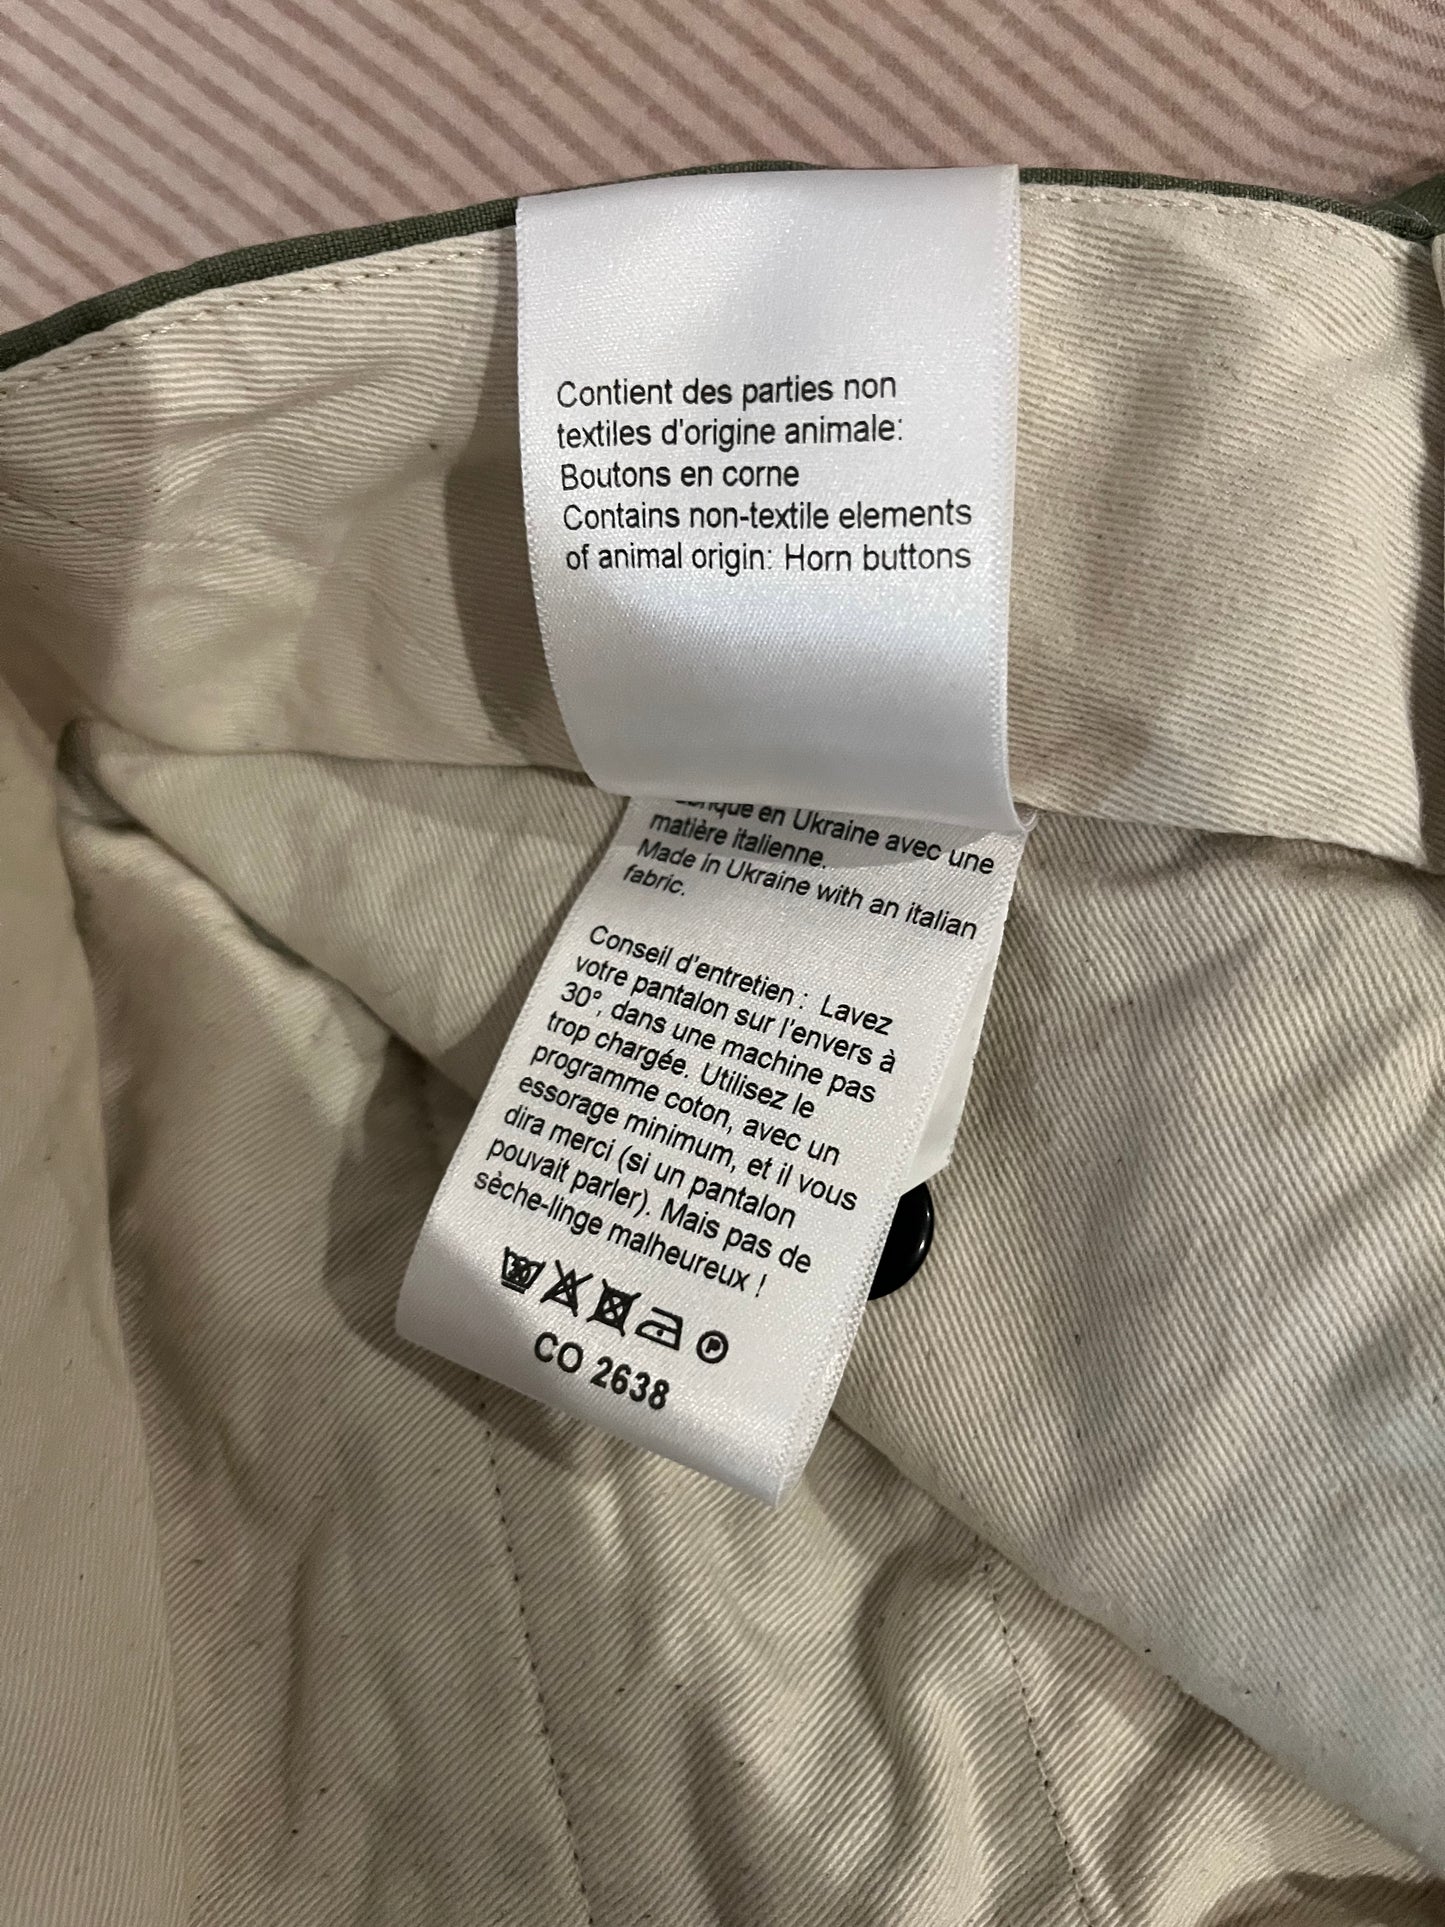 Contient des parties non
textiles d'origine animale:
Boutons en corne
Contains non-textile elements
of animal origin: Horn buttons
en Ukraine avec une
matière italienne.
Made in Ukraine with an italian
fabric.
Conseil d'entretien : Lavez
votre pantalon sur l'envers à
30°, dans une machine pas
trop chargée. Utilisez le
programme coton, avec un
essorage minimum, et il vous
dira merci (si un pantalon
pouvait parler). Mais pas de
sèche-linge malheureux !
30 P
CO 2638